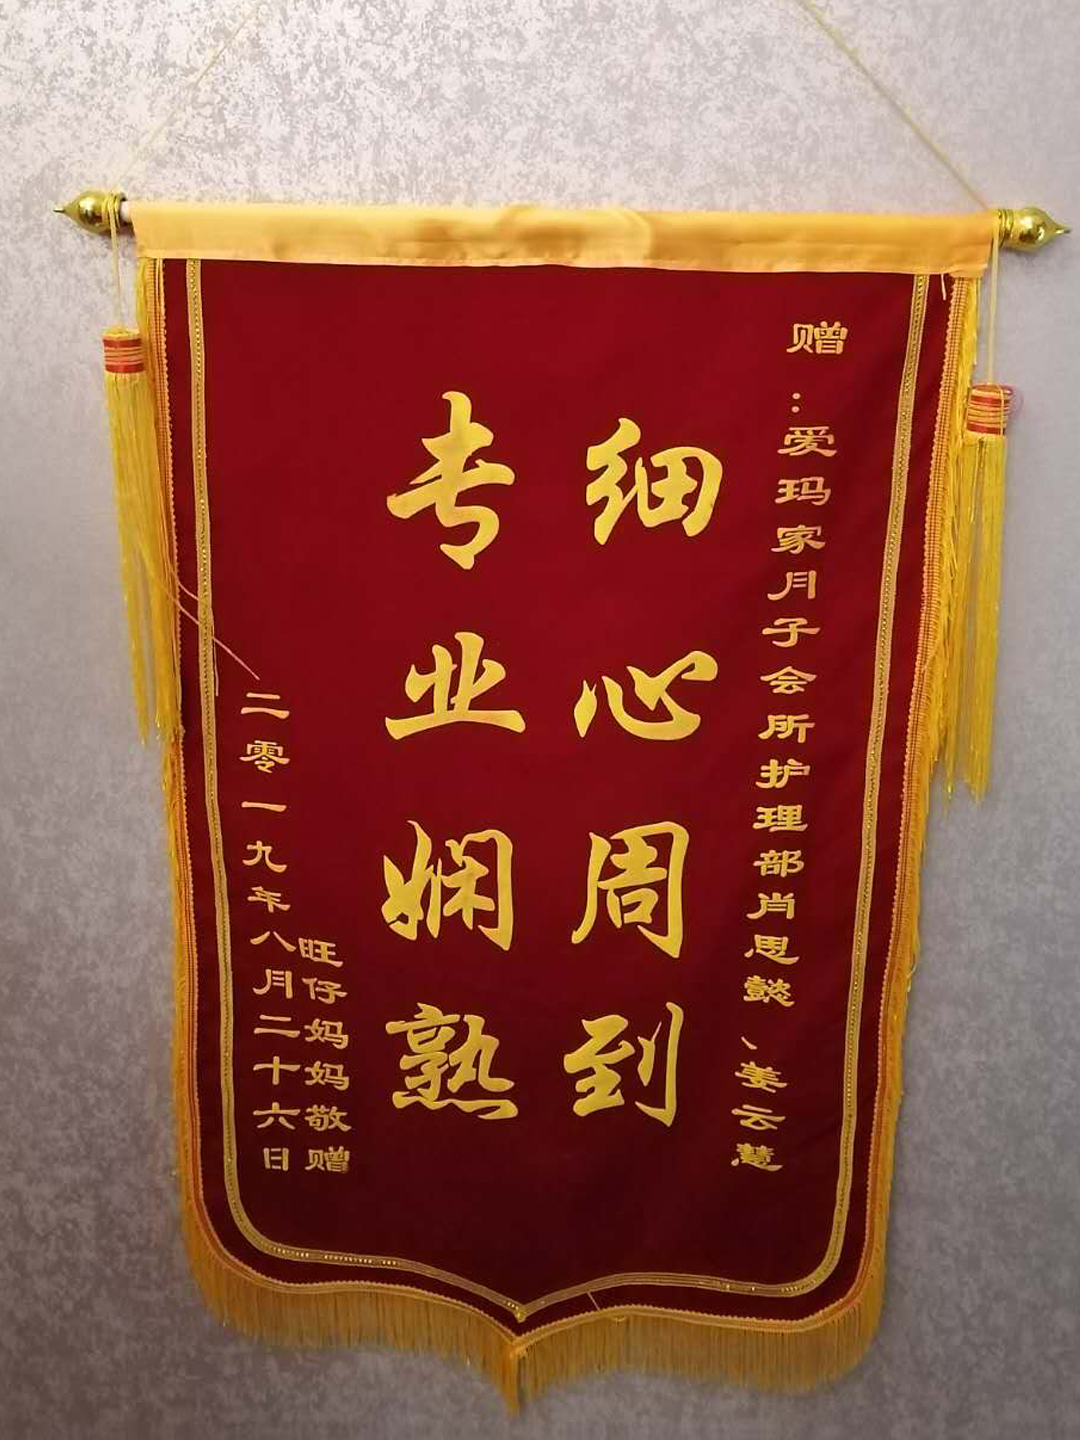 赠:爱玛家月子会所护理部肖思懿、姜云慧
细心周到
专业娴熟
旺仔妈妈敬赠
二零一九年八月二十六日